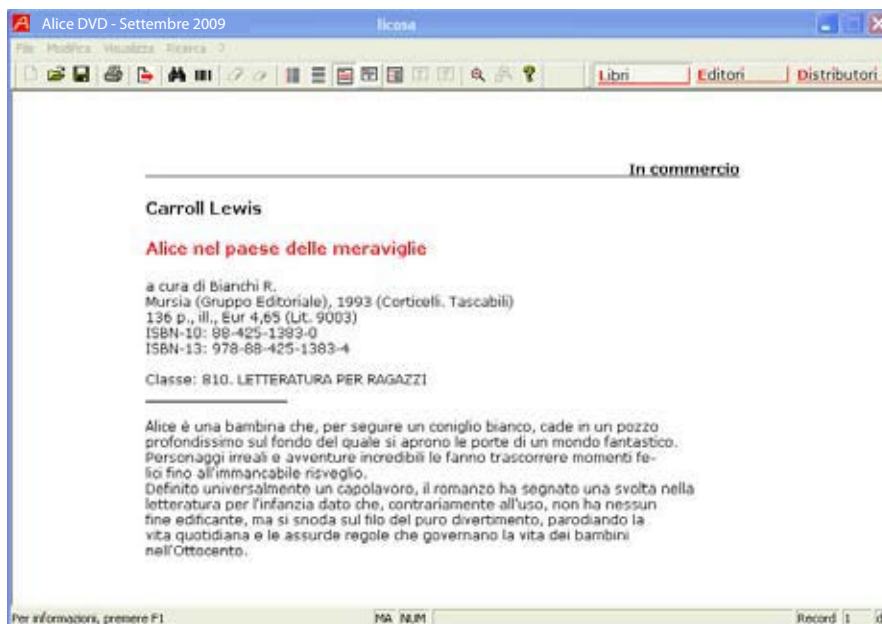 Alice DVD - Settembre 2009 licosa
File Modifica Visualizza Ricerca ?
Libri Editori Distributori
In commercio
Carroll Lewis
Alice nel paese delle meraviglie
a cura di Bianchi R.
Mursia (Gruppo Editoriale), 1993 (Corticelli. Tascabili)
136 p., ill., Eur 4,65 (Lit. 9003)
ISBN-10: 88-425-1383-0
ISBN-13: 978-88-425-1383-4
Classe: 810. LETTERATURA PER RAGAZZI
Alice è una bambina che, per seguire un coniglio bianco, cade in un pozzo
profondissimo sul fondo del quale si aprono le porte di un mondo fantastico.
Personaggi irreali e avventure incredibili le fanno trascorrere momenti fe-
lici fino all'immancabile risveglio.
Definito universalmente un capolavoro, il romanzo ha segnato una svolta nella
letteratura per l'infanzia dato che, contrariamente all'uso, non ha nessun
fine edificante, ma si snoda sul filo del puro divertimento, parodiando la
vita quotidiana e le assurde regole che governano la vita dei bambini
nell'Ottocento.
Per informazioni, premere F1 MA NUM Record 1 d